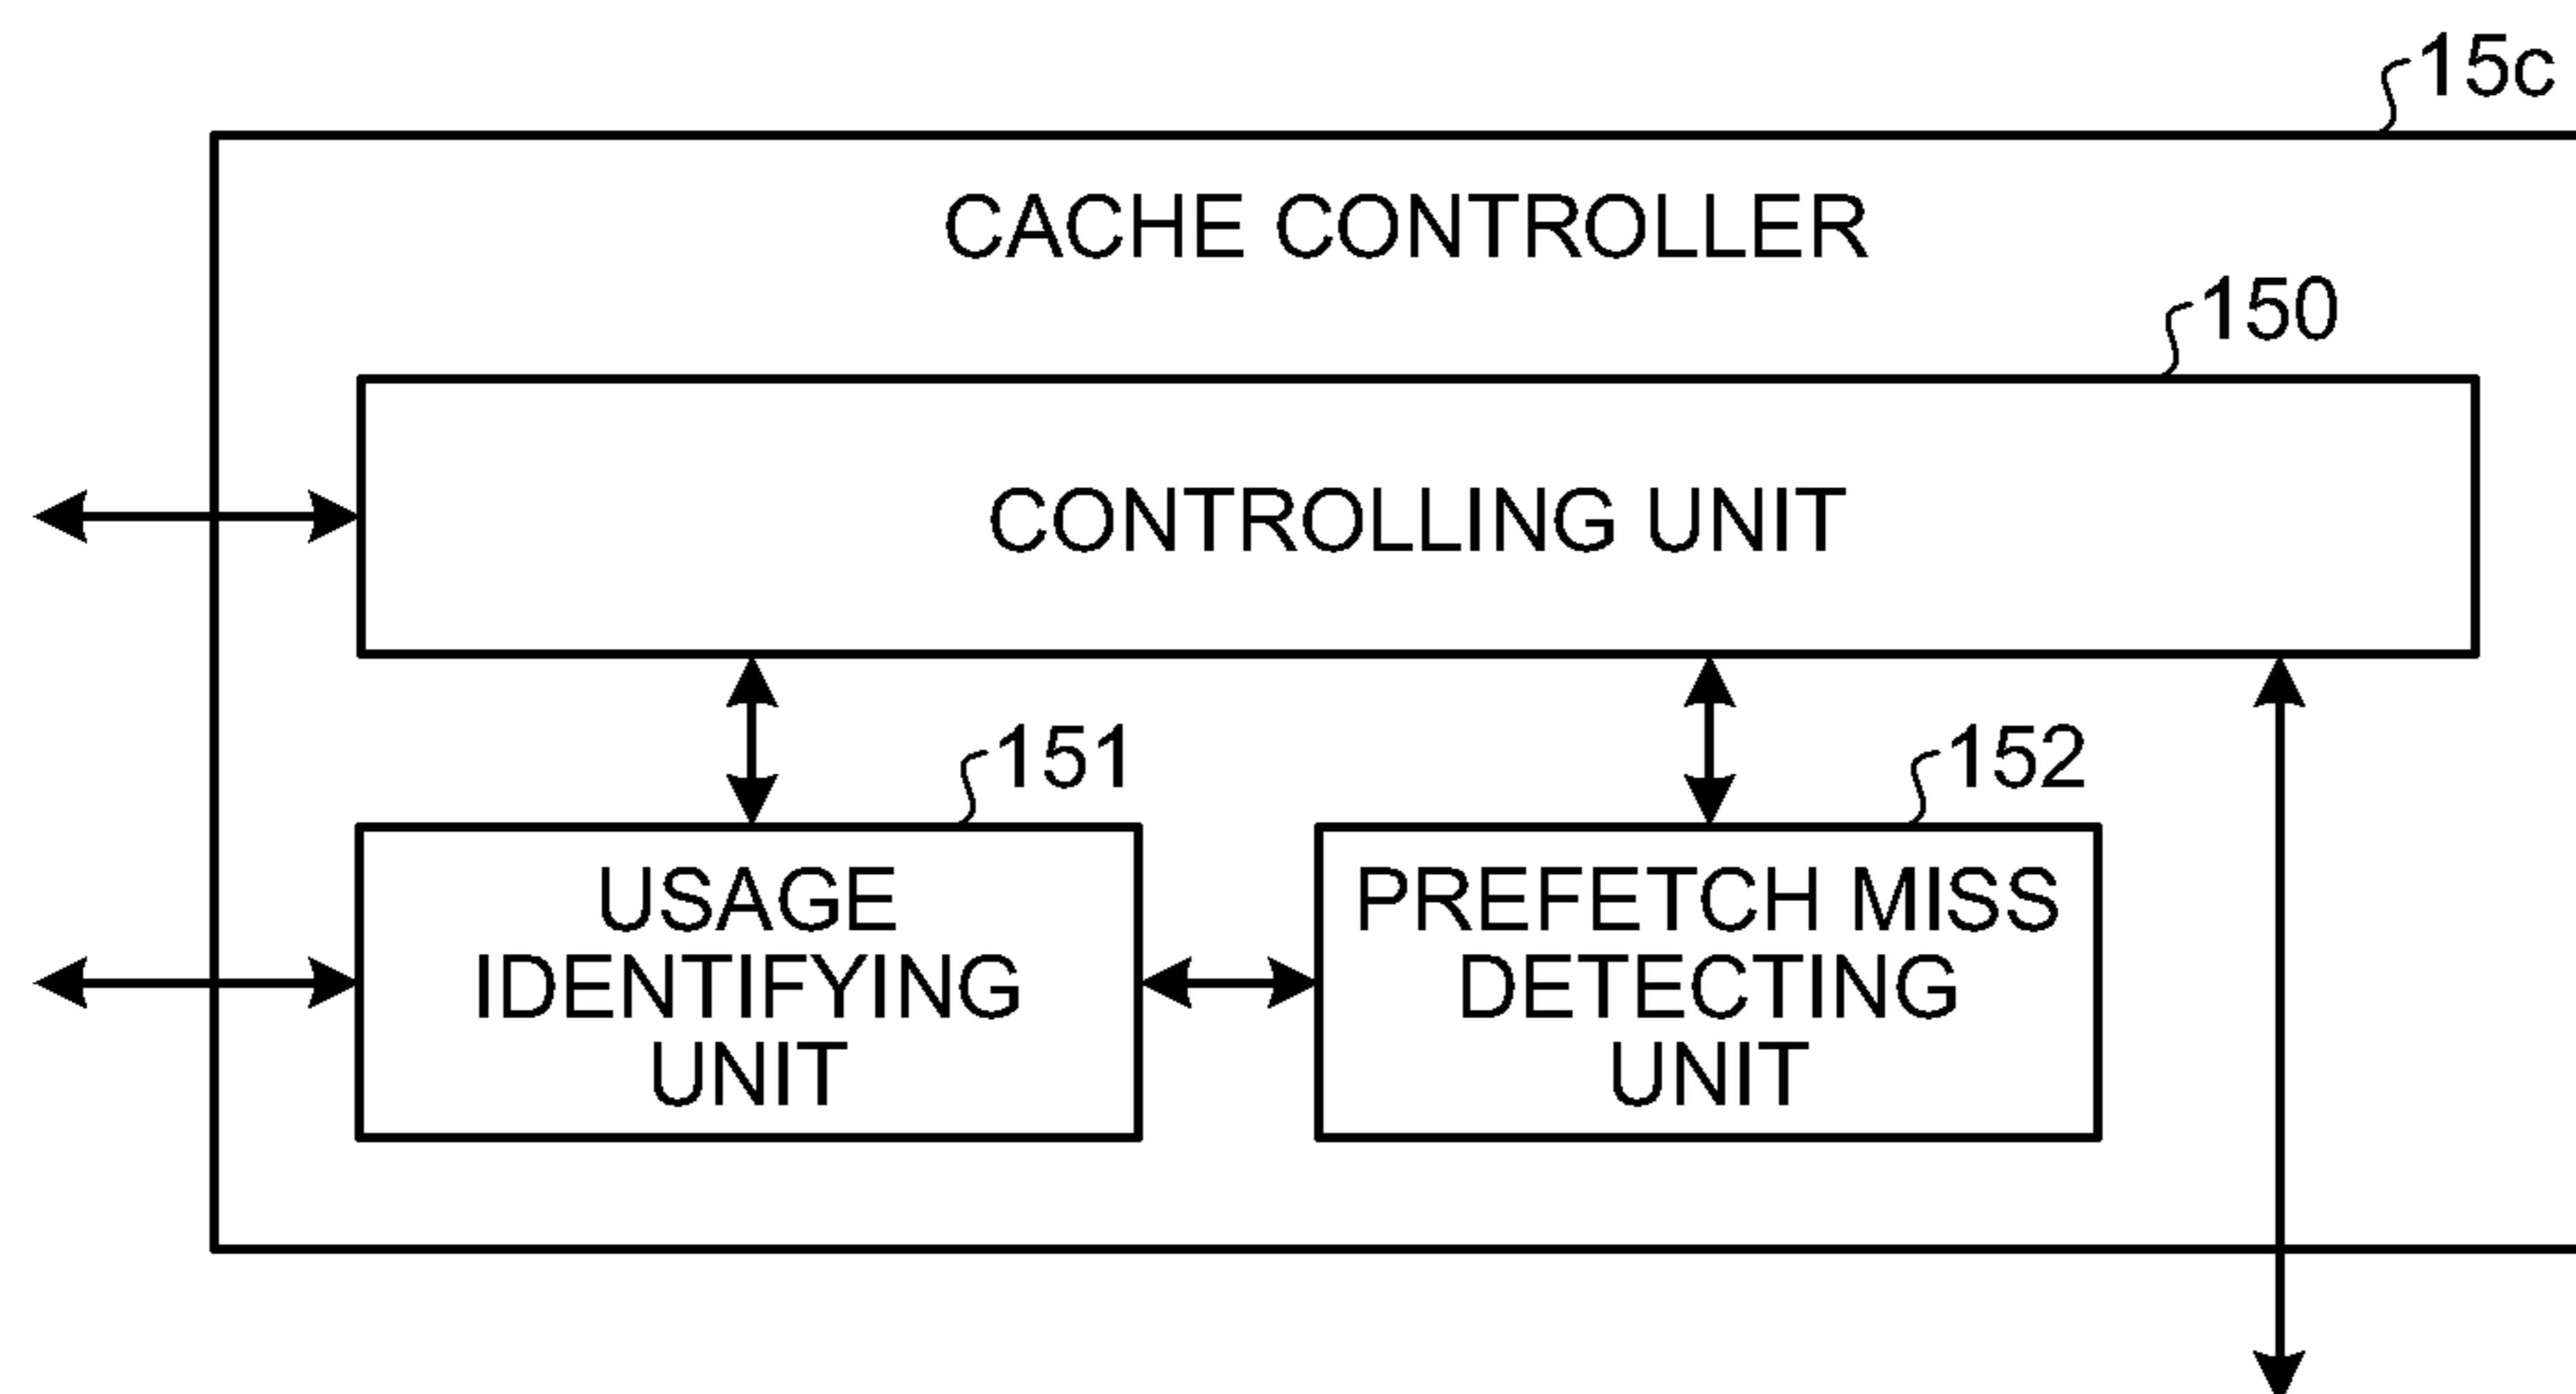 15c
CACHE CONTROLLER
150
CONTROLLING UNIT
151
152
USAGE
IDENTIFYING
UNIT
PREFETCH MISS
DETECTING
UNIT